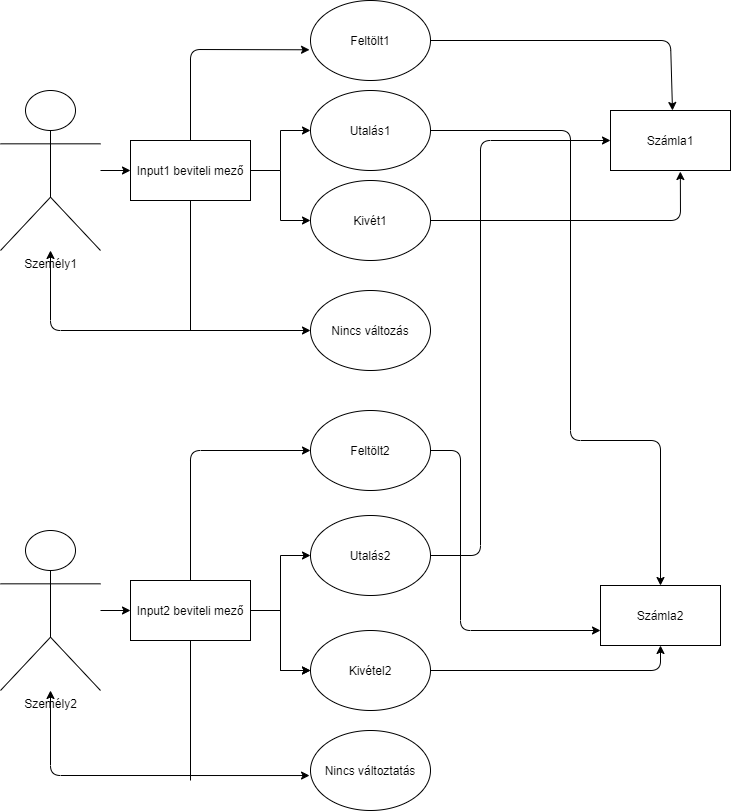 Feltölt1
Utalás1
Számla1
Input1 beviteli mező
Kivét1
Személy1
Nincs változás
Feltölt2
Utalás2
Input2 beviteli mező
Számla2
Kivétel2
Személy2
Nincs változtatás